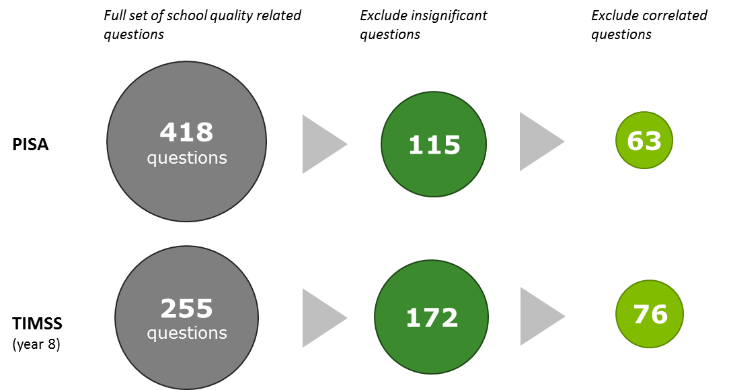 Full set of school quality related
questions
Exclude insignificant
questions
Exclude correlated
questions
PISA
418
questions
115
63
TIMSS
(year 8)
255
questions
172
76